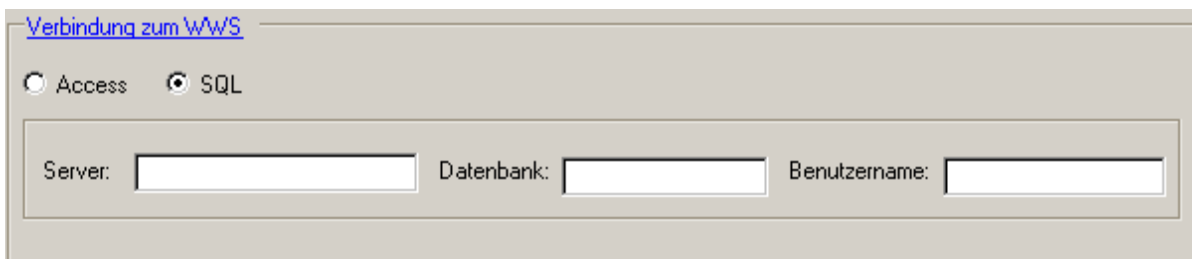 Verbindung zum WWS
Access SQL
Server: Datenbank: Benutzername: